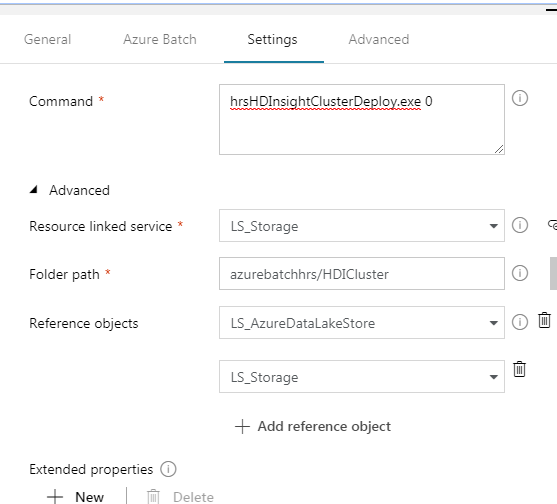 General Azure Batch Settings Advanced
Command *
hrsHDInsightClusterDeploy.exe 0
Advanced
Resource linked service * LS_Storage
Folder path * azurebatchhrs/HDICluster
Reference objects LS_AzureDataLakeStore
LS_Storage
+ Add reference object
Extended properties
+ New | Delete